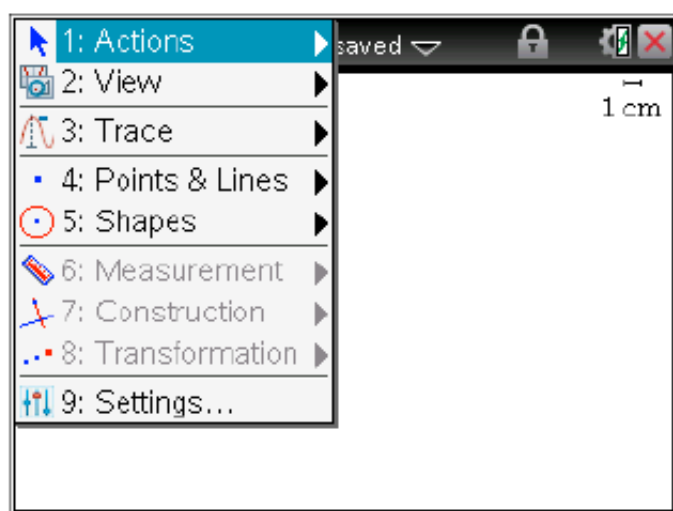 1: Actions
saved
2: View
1 cm
3: Trace
4: Points & Lines
5: Shapes
6: Measurement
7: Construction
8: Transformation
9: Settings...